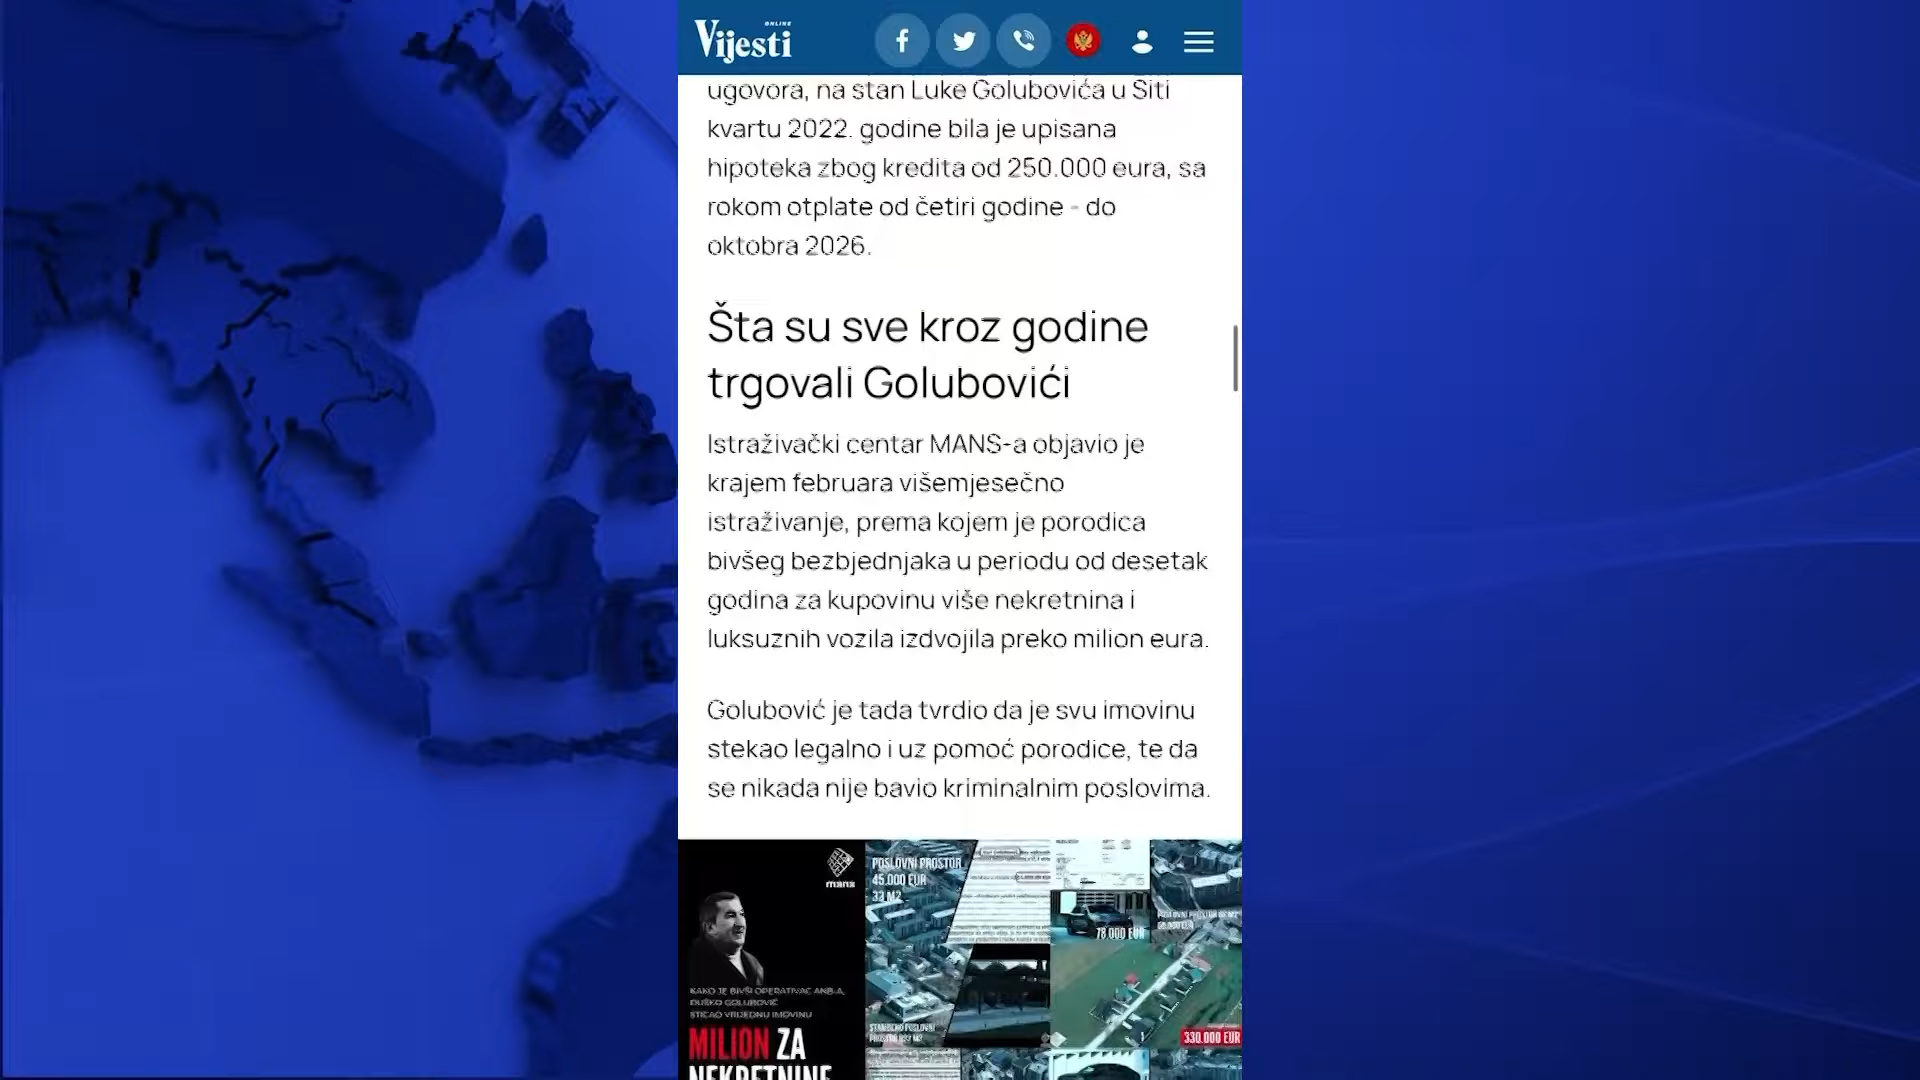 ONLINE
Vijesti
ugovora, na stan Luke Golubovića u Siti
kvartu 2022. godine bila je upisana
hipoteka zbog kredita od 250.000 eura, sa
rokom otplate od četiri godine - do
oktobra 2026.
Šta su sve kroz godine
trgovali Golubovići
Istraživački centar MANS-a objavio je
krajem februara višemjesečno
istraživanje, prema kojem je porodica
bivšeg bezbjednjaka u periodu od desetak
godina za kupovinu više nekretnina i
luksuznih vozila izdvojila preko milion eura.
Golubović je tada tvrdio da je svu imovinu
stekao legalno i uz pomoć porodice, te da
se nikada nije bavio kriminalnim poslovima.
mans
KAKO JE BIVŠI OPERATIVAC ANB-A,
DUŠKO GOLUBOVIĆ
STICAO VRIJEDNU IMOVINU
MILION ZA
NEKRETNINE
POSLOVNI PROSTOR
45.000 EUR
33 M2
78 000 EUR
330.000 EUR